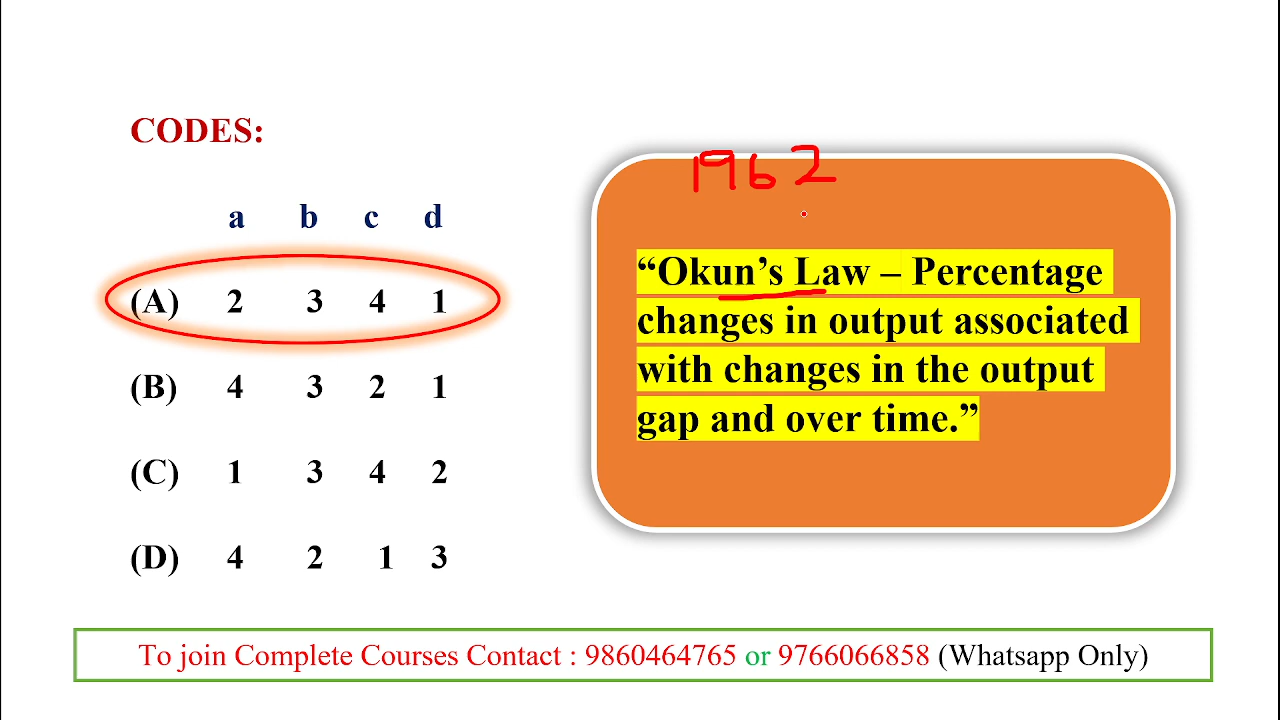 CODES:
a b c d
(A) 2 3 4 1
(B) 4 3 2 1
(C) 1 3 4 2
(D) 4 2 1 3
1962
“Okun’s Law – Percentage
changes in output associated
with changes in the output
gap and over time.”
To join Complete Courses Contact : 9860464765 or 9766066858 (Whatsapp Only)